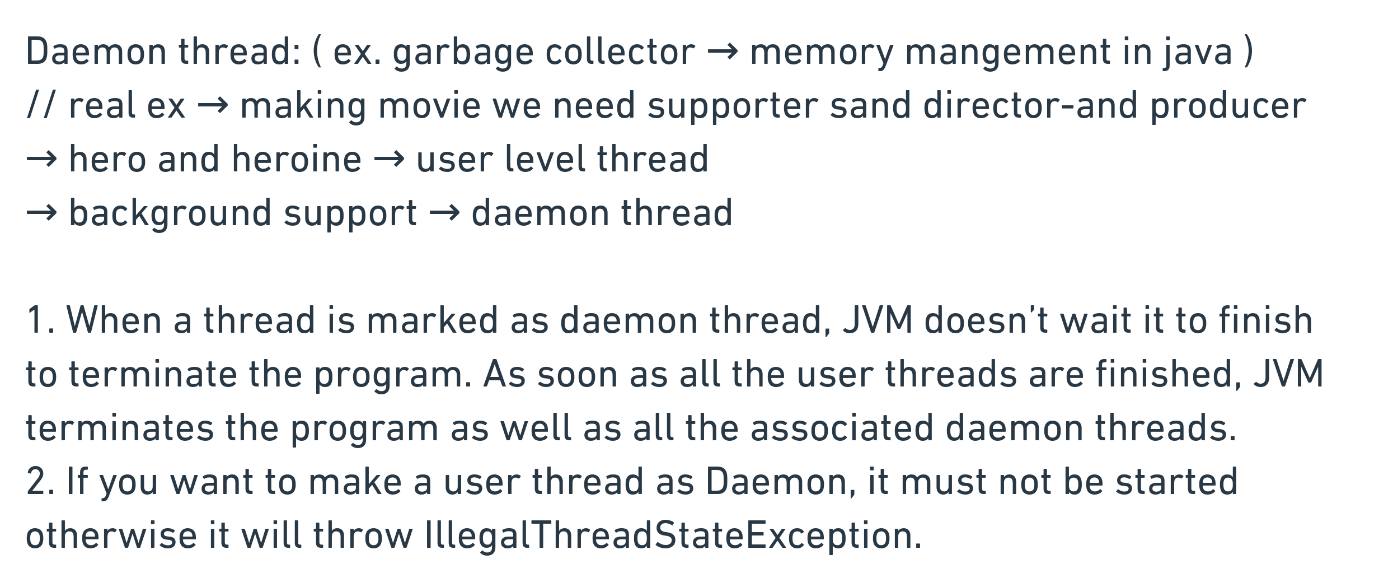 Daemon thread: ( ex. garbage collector → memory mangement in java )
// real ex → making movie we need supporter sand director-and producer
→ hero and heroine → user level thread
→ background support → daemon thread
1. When a thread is marked as daemon thread, JVM doesn't wait it to finish
to terminate the program. As soon as all the user threads are finished, JVM
terminates the program as well as all the associated daemon threads.
2. If you want to make a user thread as Daemon, it must not be started
otherwise it will throw IllegalThreadStateException.